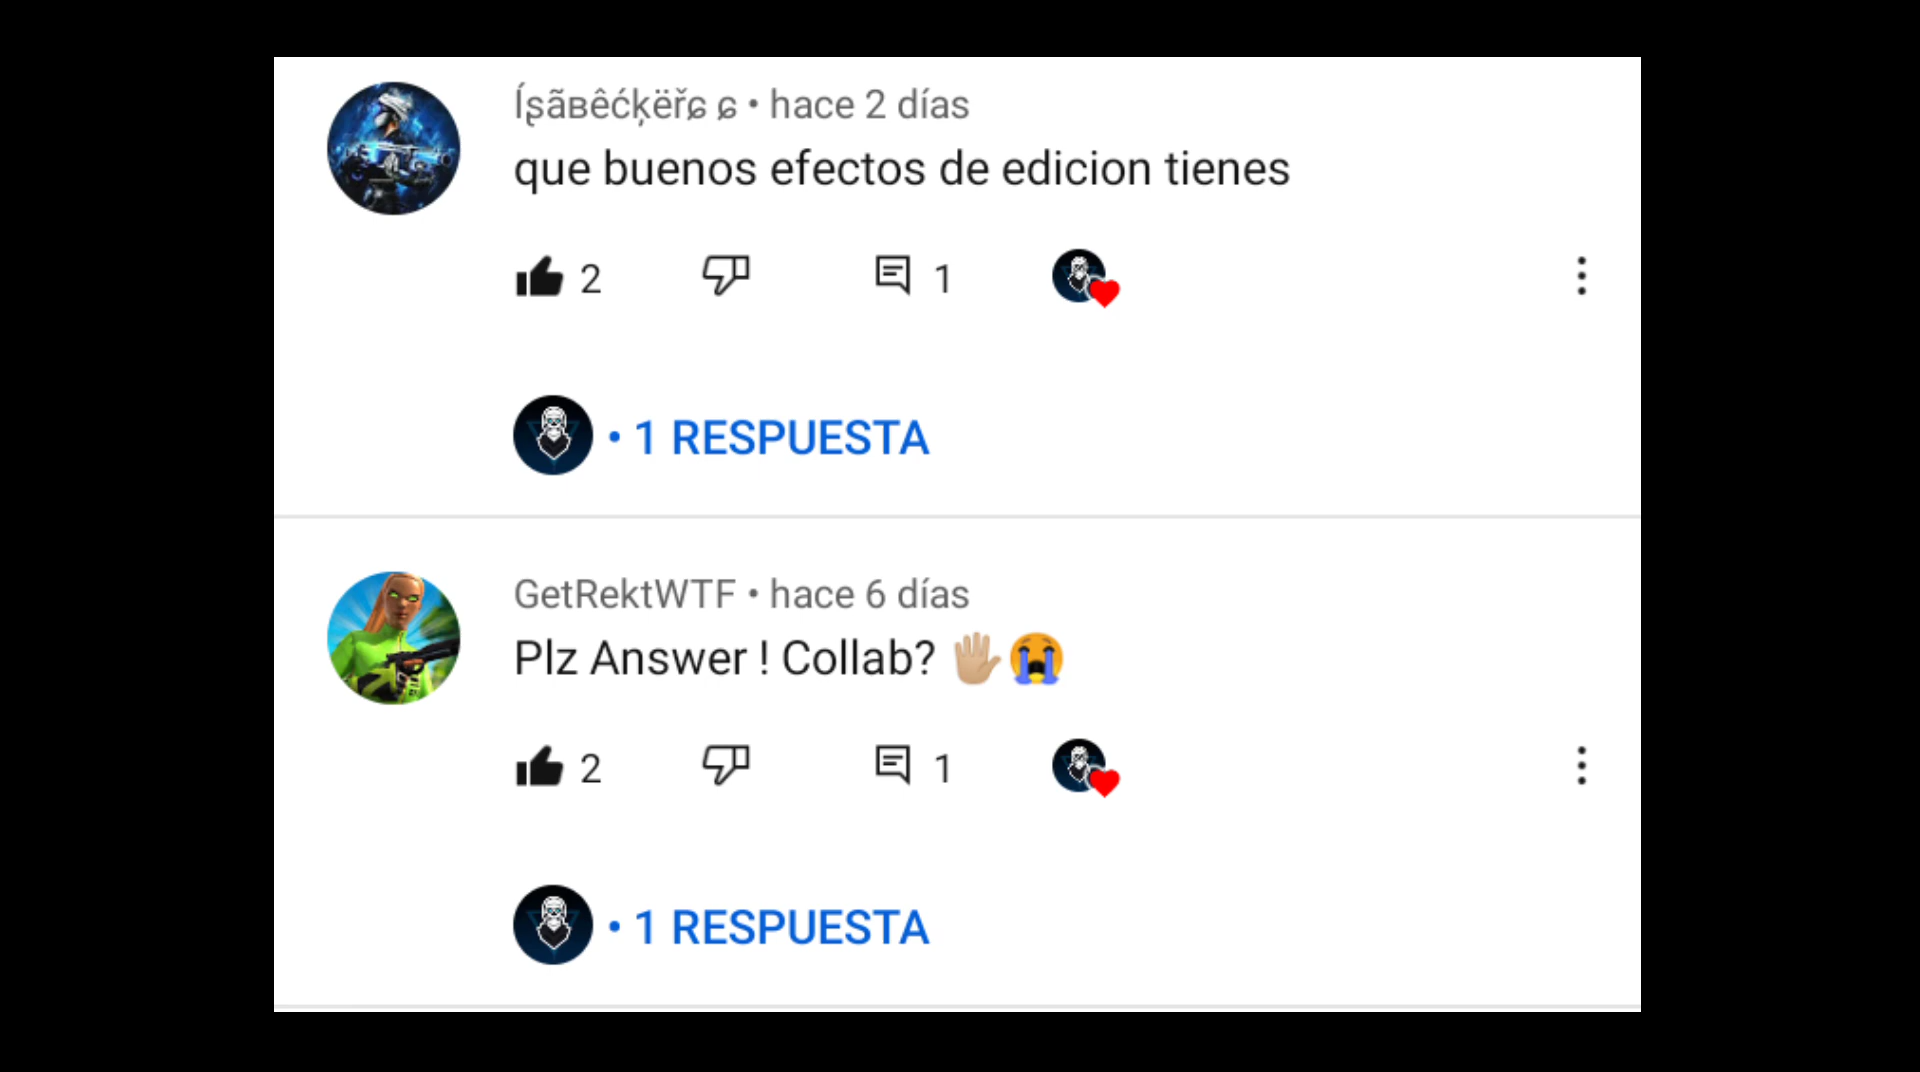 Íşãвêćķëřɕ ɕ • hace 2 días
que buenos efectos de edicion tienes
2 1
• 1 RESPUESTA
GetRektWTF • hace 6 días
Plz Answer ! Collab? 🖐🏼😭
2 1
• 1 RESPUESTA